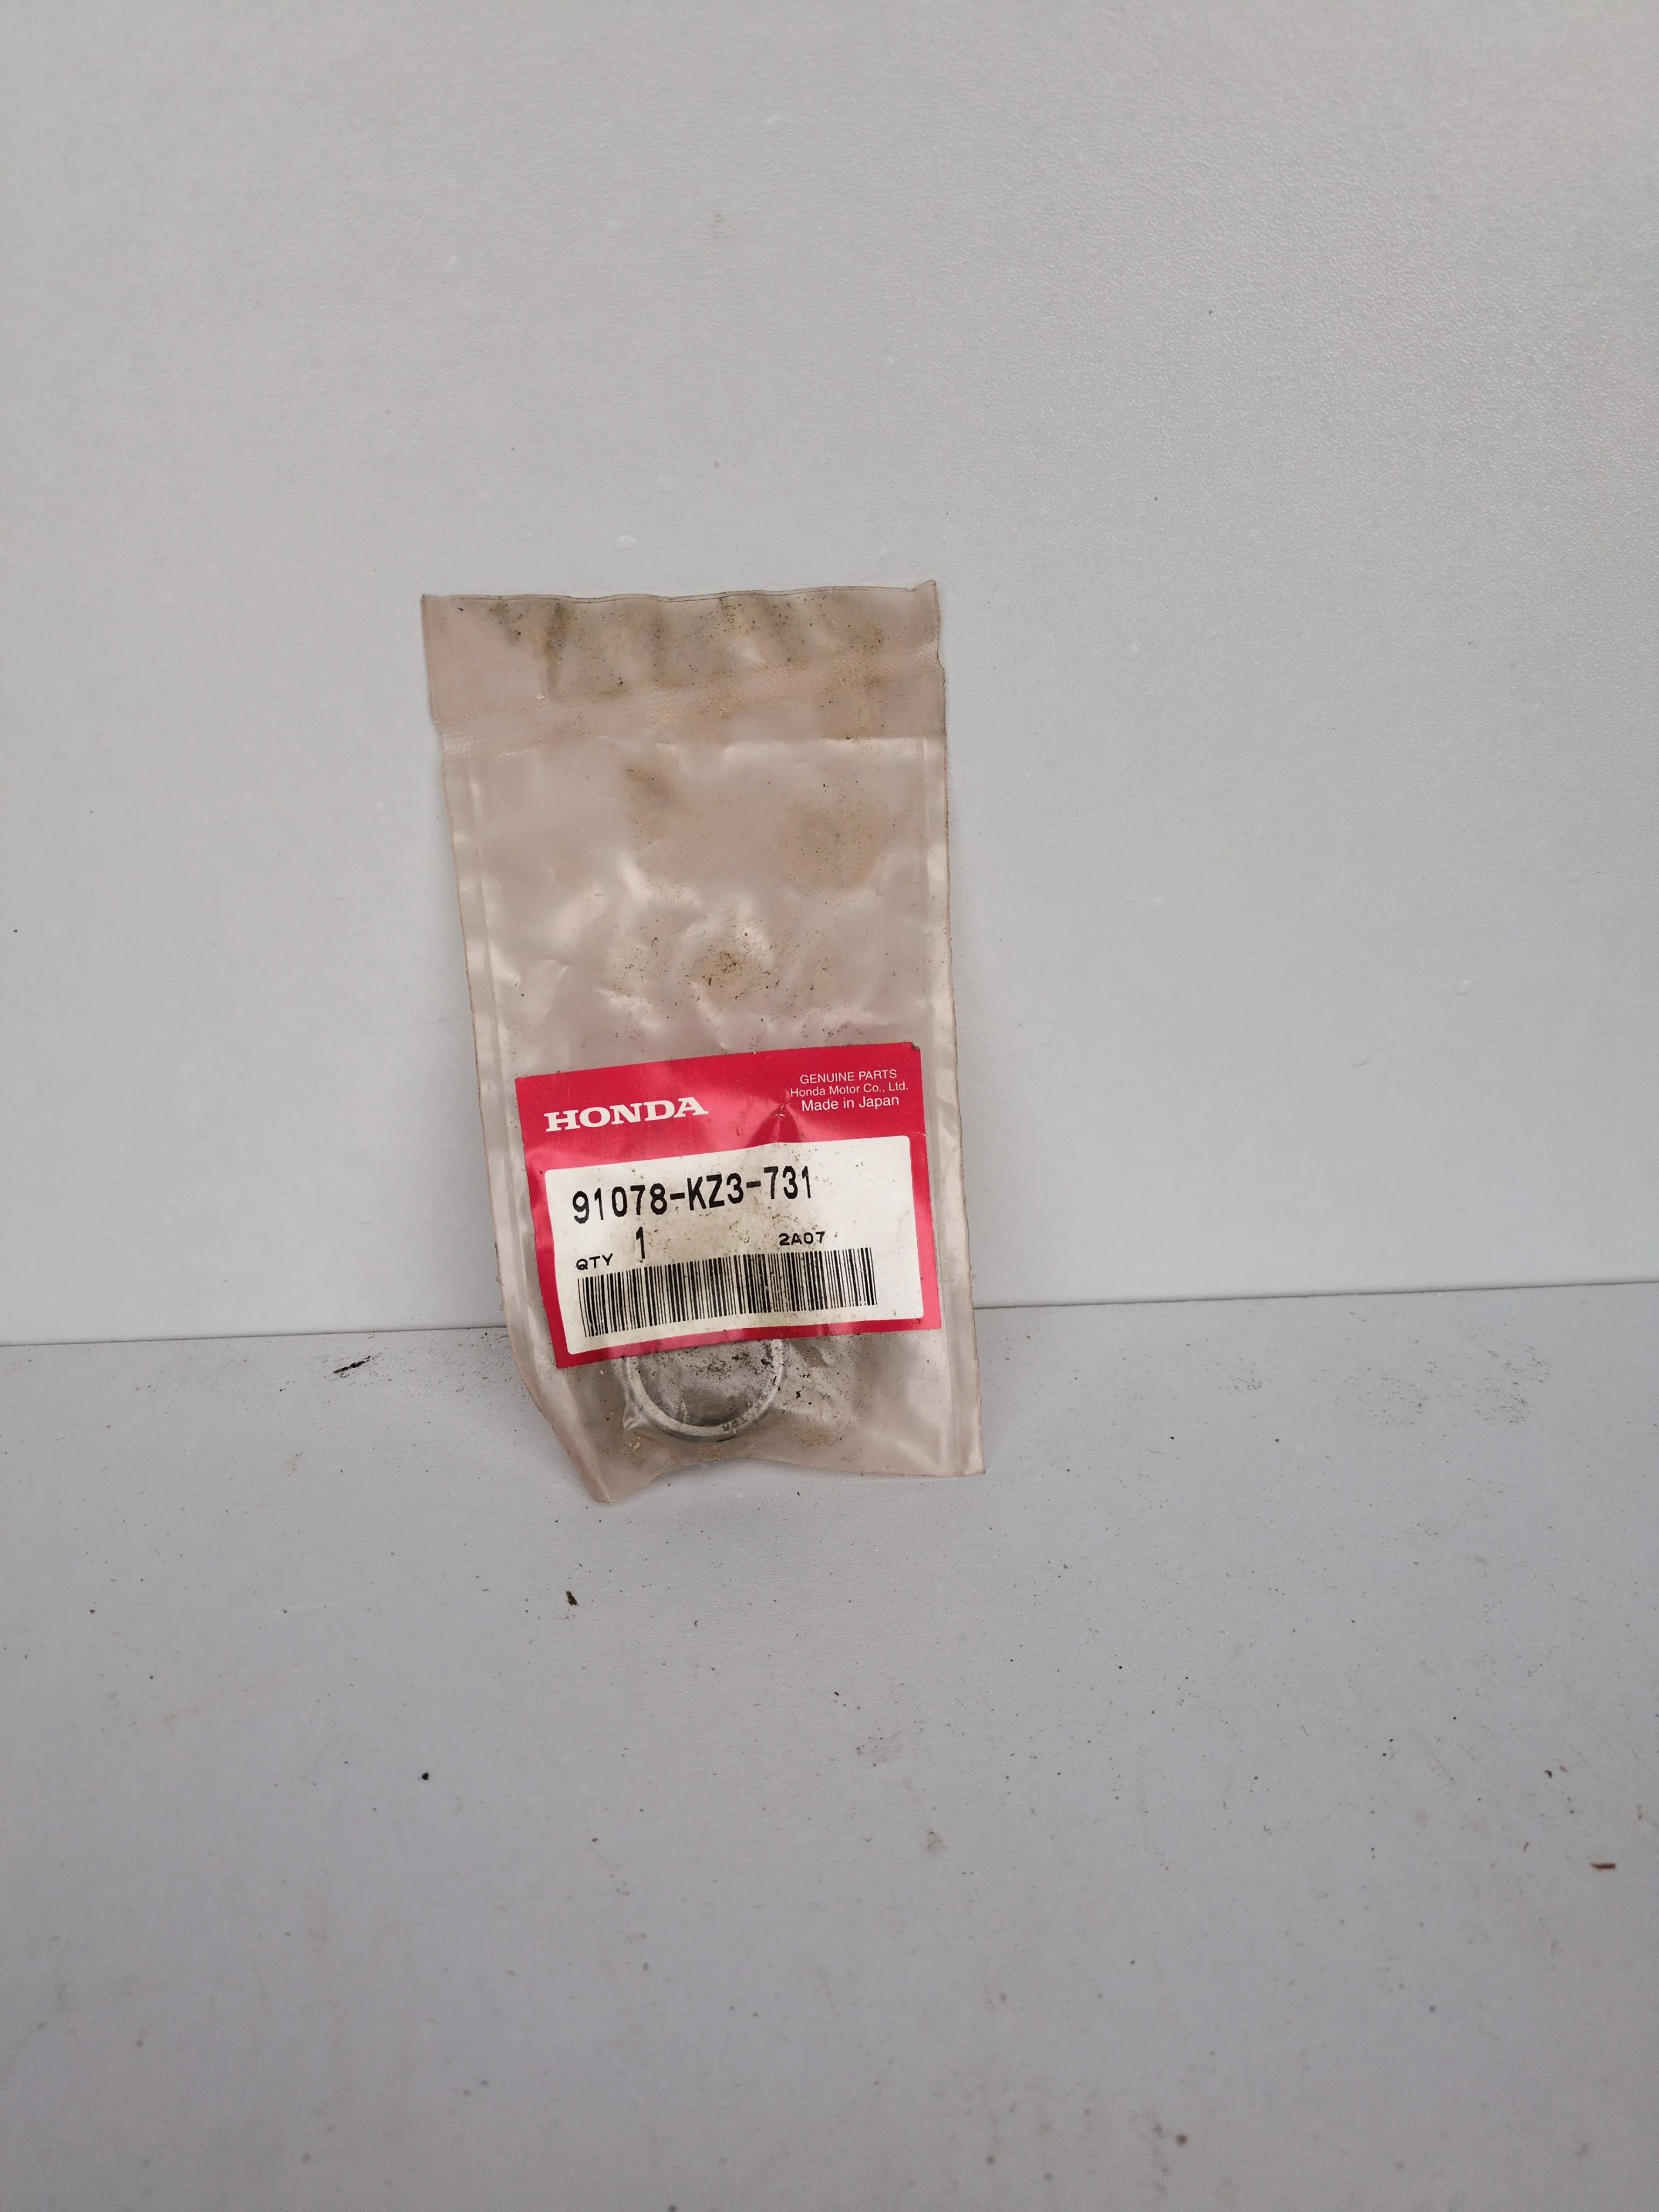 HONDA
GENUINE PARTS
Honda Motor Co., Ltd.
Made in Japan
91078-KZ3-731
QTY 1 2A07